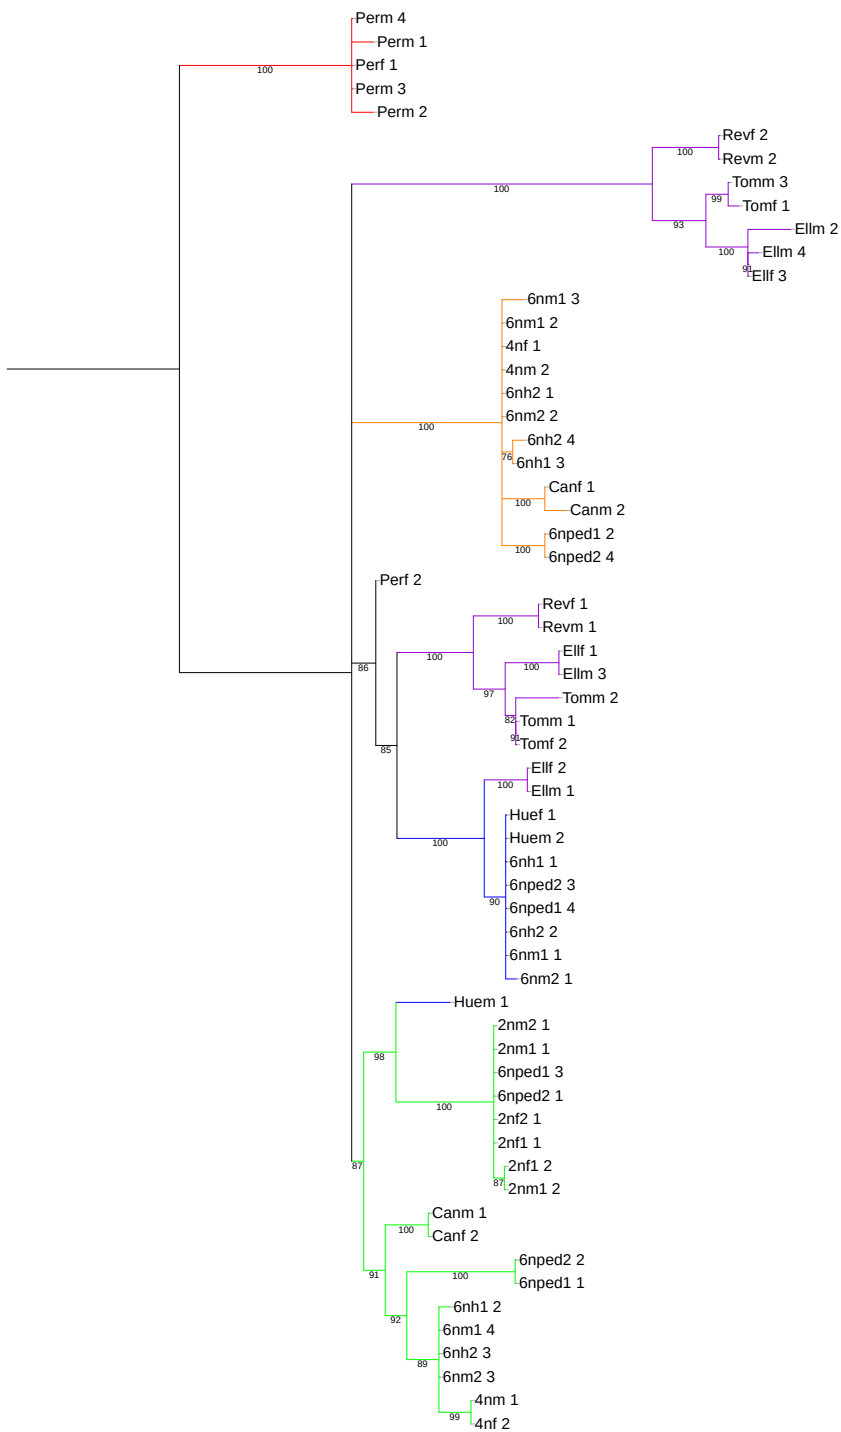 Perm 4
Perm 1
Perf 1
100
Perm 3
Perm 2
Revf 2
100
Revm 2
Tomm 3
100
99
Tomf 1
93
Ellm 2
100
Ellm 4
91
Ellf 3
6nm1 3
6nm1 2
4nf 1
4nm 2
6nh2 1
6nm2 2
100
6nh2 4
76
6nh1 3
Canf 1
100
Canm 2
6nped1 2
100
6nped2 4
Perf 2
Revf 1
100
Revm 1
Ellf 1
100
86
100
Ellm 3
97
Tomm 2
82
Tomm 1
91
Tomf 2
85
Ellf 2
100
Ellm 1
Huef 1
Huem 2
100
6nh1 1
6nped2 3
90
6nped1 4
6nh2 2
6nm1 1
6nm2 1
Huem 1
2nm2 1
2nm1 1
98
6nped1 3
6nped2 1
100
2nf2 1
2nf1 1
87
2nf1 2
87
2nm1 2
Canm 1
100
Canf 2
6nped2 2
91
100
6nped1 1
6nh1 2
92
6nm1 4
6nh2 3
89
6nm2 3
4nm 1
99
4nf 2